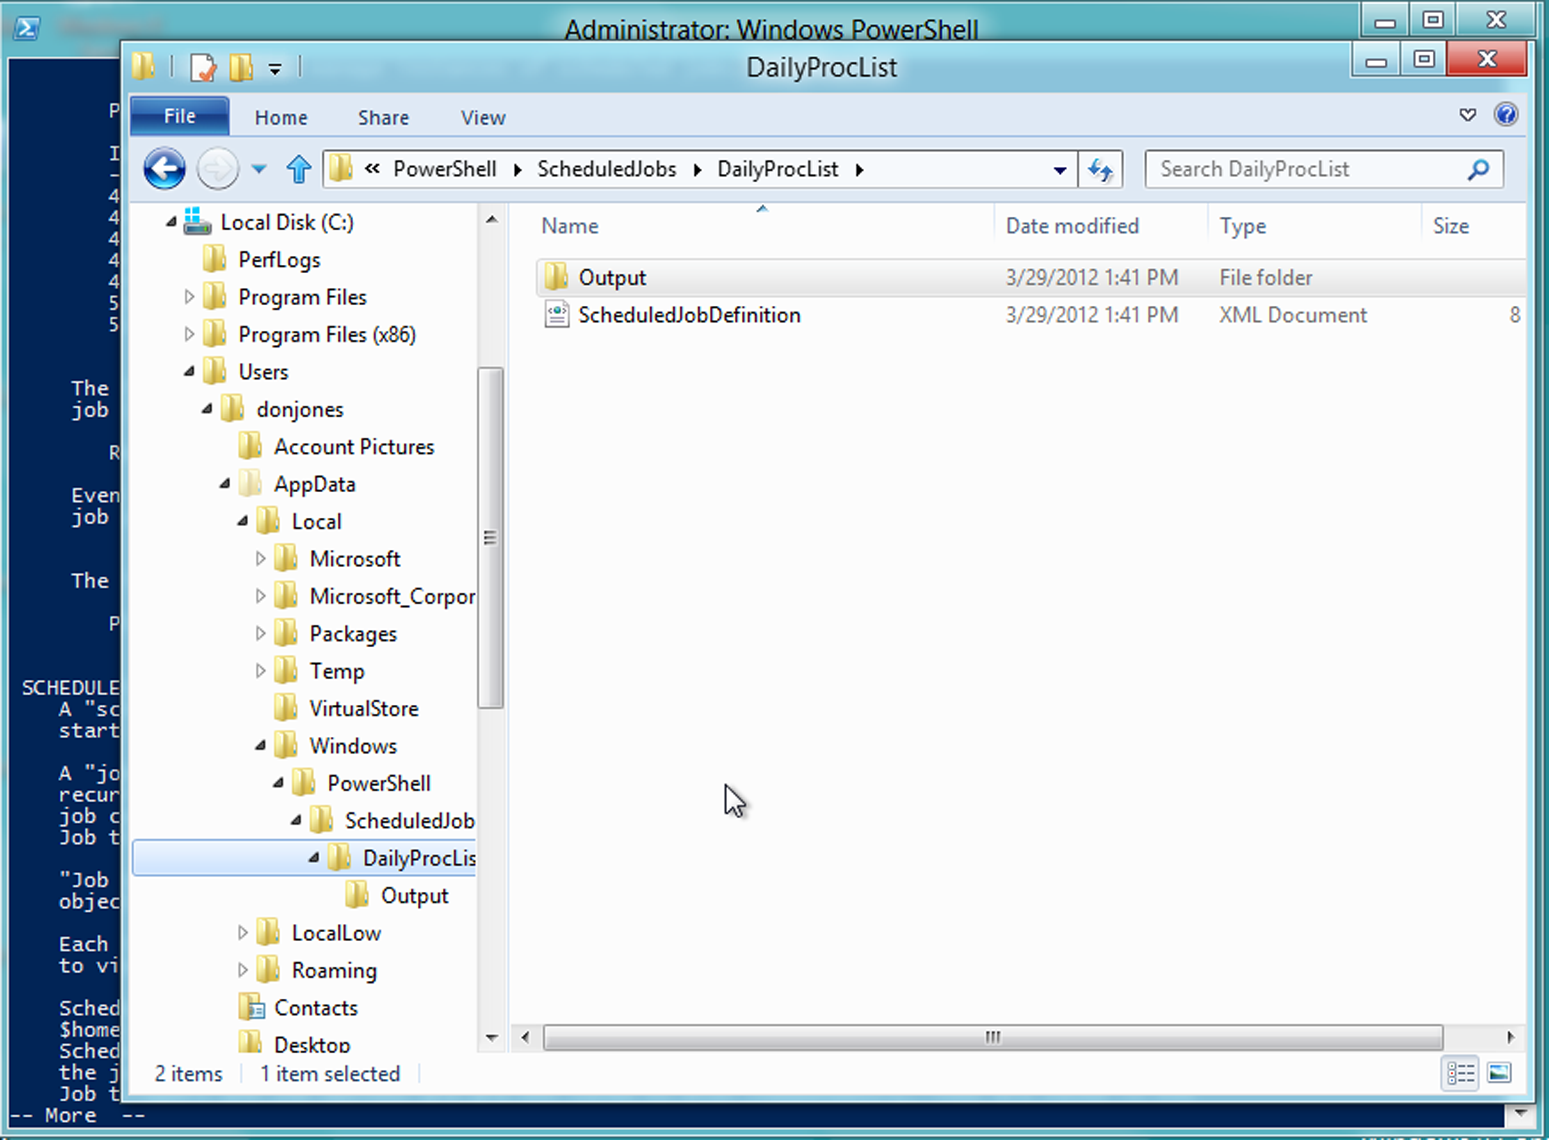 Administrator: Windows PowerShell
DailyProcList
File Home Share View
« PowerShell ScheduledJobs DailyProcList
Search DailyProcList
Name Date modified Type Size
Output 3/29/2012 1:41 PM File folder
ScheduledJobDefinition 3/29/2012 1:41 PM XML Document 8
Local Disk (C:)
PerfLogs
Program Files
Program Files (x86)
Users
donjones
Account Pictures
AppData
Local
Microsoft
Microsoft_Corpor
Packages
Temp
VirtualStore
Windows
PowerShell
ScheduledJob
DailyProcLis
Output
LocalLow
Roaming
Contacts
Desktop
2 items 1 item selected
P
I
-
4
4
4
4
4
5
5
The
job
R
Even
job
The
P
SCHEDULE
A "sc
start
A "jo
recur
job c
Job t
"Job
objec
Each
to vi
Sched
$home
Sched
the j
Job t
-- More --